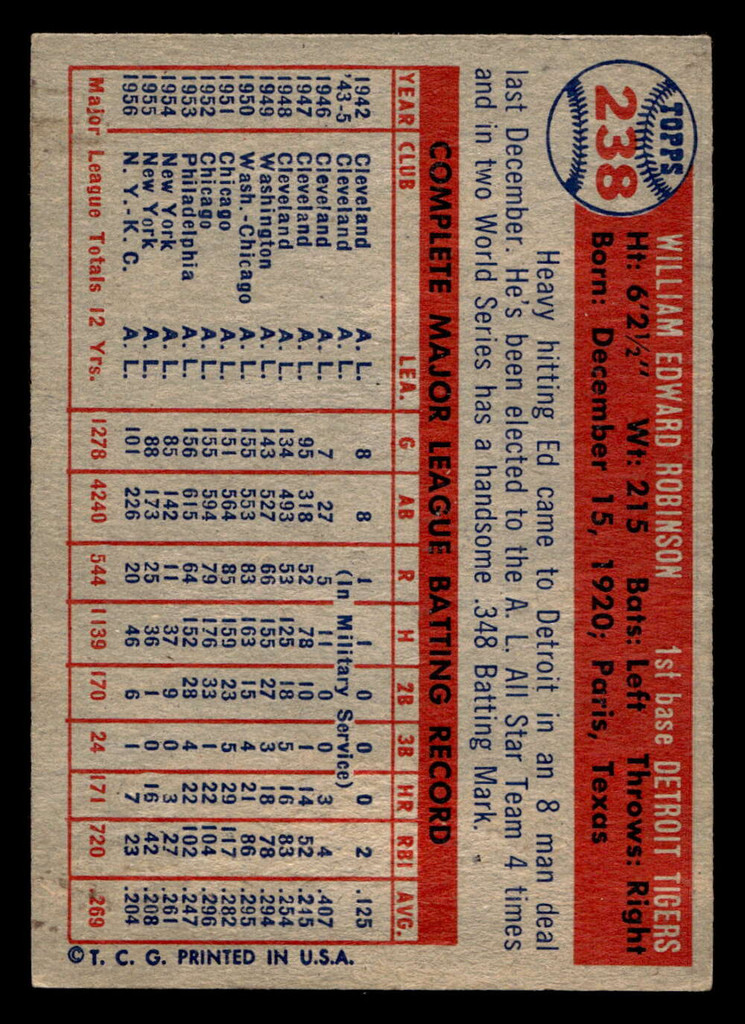 TOPPS
238
WILLIAM EDWARD ROBINSON 1st base DETROIT TIGERS
Ht: 6'2½" Wt: 215 Bats: Left Throws: Right
Born: December 15, 1920; Paris, Texas
Heavy hitting Ed came to Detroit in an 8 man deal
last December. He's been elected to the A. L. All Star Team 4 times
and in two World Series has a handsome .348 Batting Mark.
COMPLETE MAJOR LEAGUE BATTING RECORD
YEAR CLUB LEA. G AB R H 2B 3B HR RBI AVG.
1942 Cleveland A. L. 8 8 1 1 0 0 0 2 .125
'43-5 Cleveland A. L. (In Military Service)
1946 Cleveland A. L. 7 27 5 11 0 0 3 4 .407
1947 Cleveland A. L. 95 318 52 78 10 1 14 52 .245
1948 Cleveland A. L. 134 493 53 125 18 5 16 83 .254
1949 Washington A. L. 143 527 66 155 27 3 18 78 .294
1950 Wash.-Chicago A. L. 155 553 83 163 15 4 21 86 .295
1951 Chicago A. L. 151 564 85 159 23 5 29 117 .282
1952 Chicago A. L. 155 594 79 176 33 1 22 104 .296
1953 Philadelphia A. L. 156 615 64 152 28 4 22 102 .247
1954 New York A. L. 85 142 11 37 9 0 3 27 .261
1955 New York A. L. 88 173 25 36 1 0 16 42 .208
1956 N. Y.-K. C. A. L. 101 226 20 46 6 1 7 23 .204
Major League Totals 12 Yrs. 1278 4240 544 1139 170 24 171 720 .269
© T. C. G. PRINTED IN U.S.A.